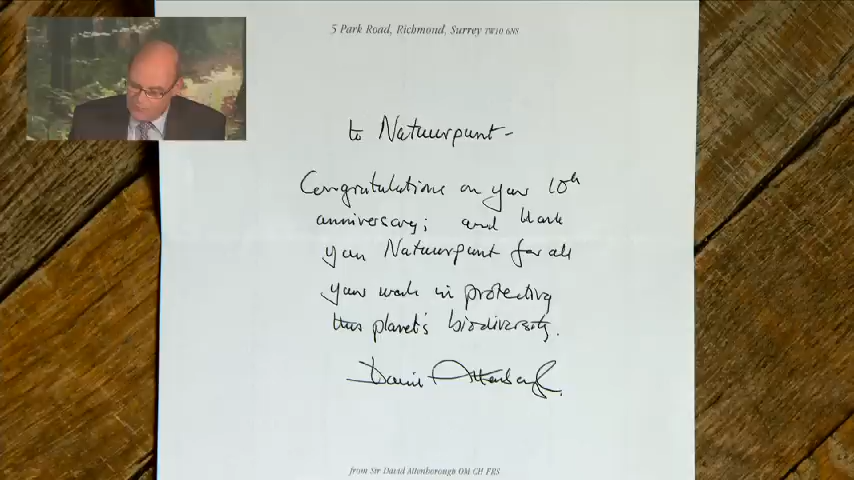 5 Park Road, Richmond, Surrey TW10 6NS
to Natuurpunt -
Congratulations on your 10th
anniversary; and thank
you Natuurpunt for all
your work in protecting
this planet's biodiversity.
David Attenborough.
from Sir David Attenborough OM CH FRS